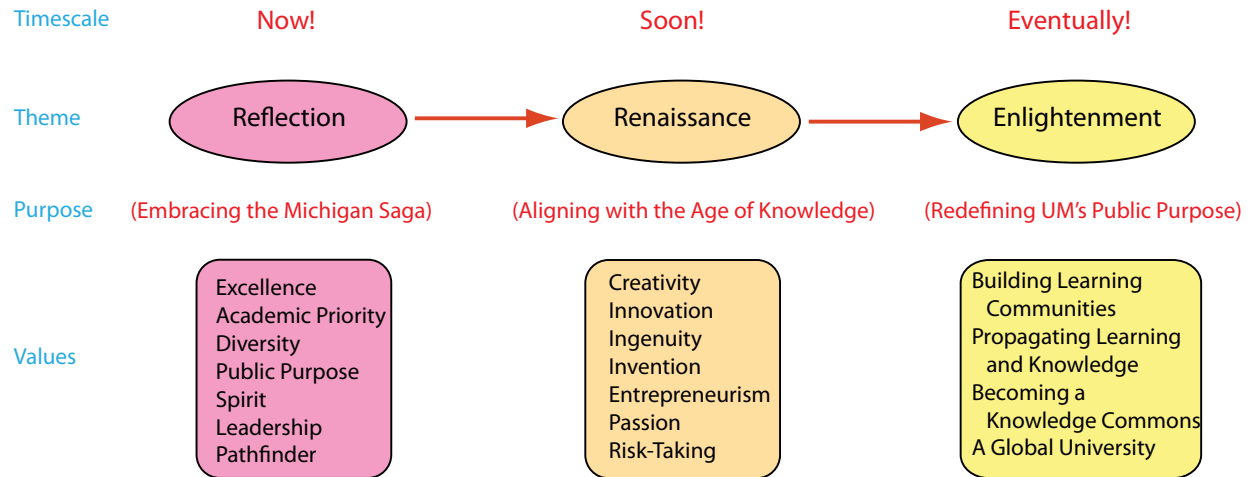 Timescale Now! Soon! Eventually!
Theme Reflection Renaissance Enlightenment
Purpose (Embracing the Michigan Saga) (Aligning with the Age of Knowledge) (Redefining UM's Public Purpose)
Values
Excellence
Academic Priority
Diversity
Public Purpose
Spirit
Leadership
Pathfinder
Creativity
Innovation
Ingenuity
Invention
Entrepreneurism
Passion
Risk-Taking
Building Learning
Communities
Propagating Learning
and Knowledge
Becoming a
Knowledge Commons
A Global University